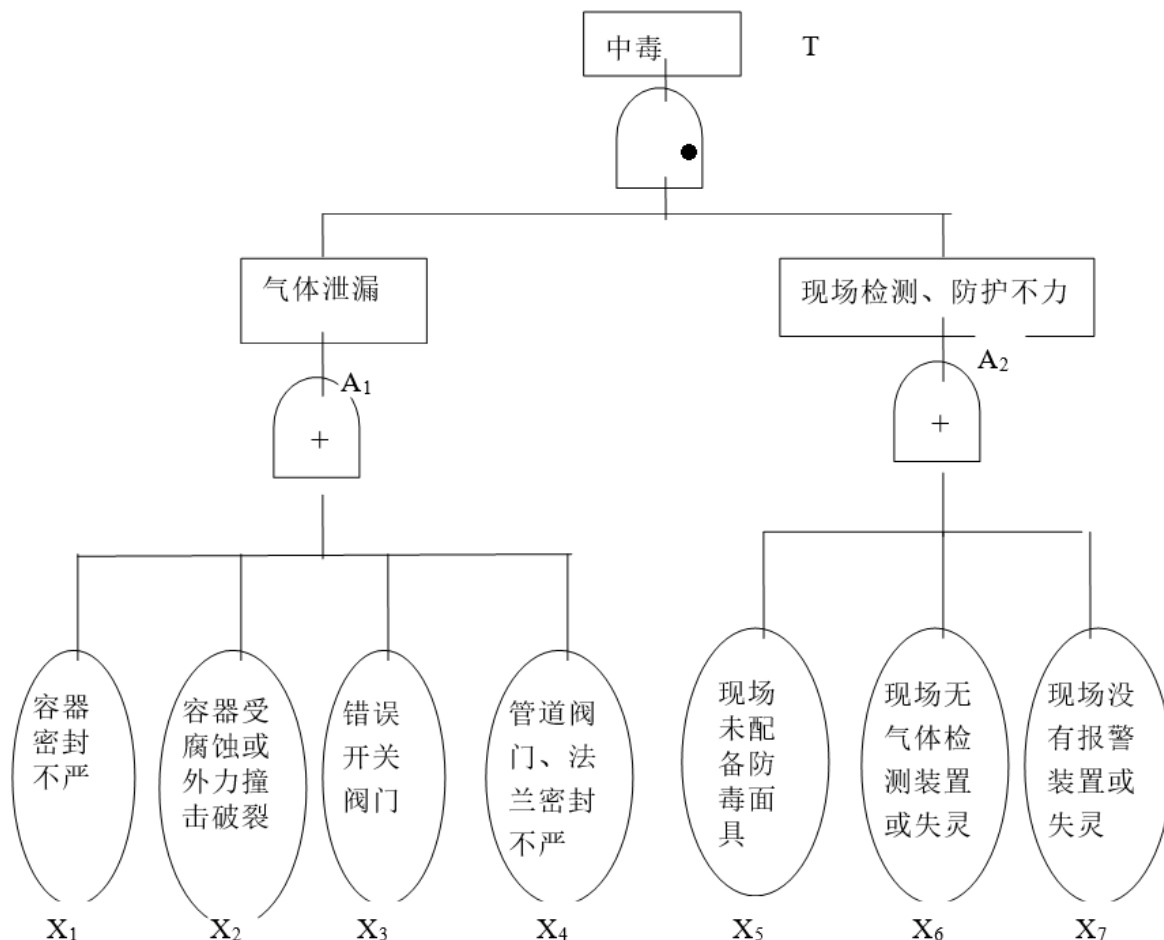 中毒
T
气体泄漏
现场检测、防护不力
A₁
A₂
+
+
容器
密封
不严
容器受
腐蚀或
外力撞
击破裂
错误
开关
阀门
管道阀
门、法
兰密封
不严
现场
未配
备防
毒面
具
现场无
气体检
测装置
或失灵
现场没
有报警
装置或
失灵
X₁
X₂
X₃
X₄
X₅
X₆
X₇